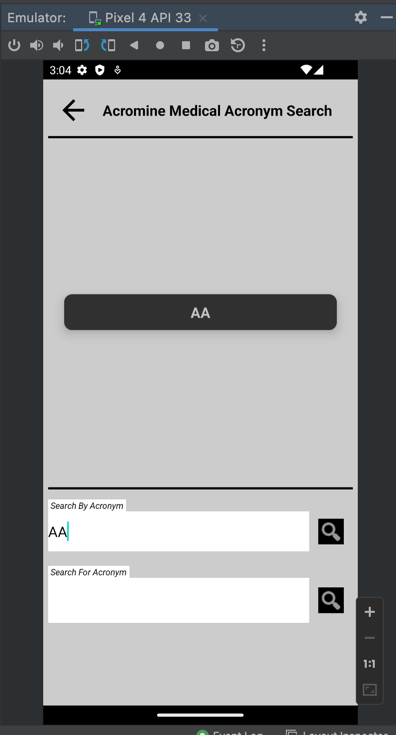 Emulator: Pixel 4 API 33
3:04
Acromine Medical Acronym Search
AA
Search By Acronym
AA
Search For Acronym
1:1
Event Log Layout Inspector